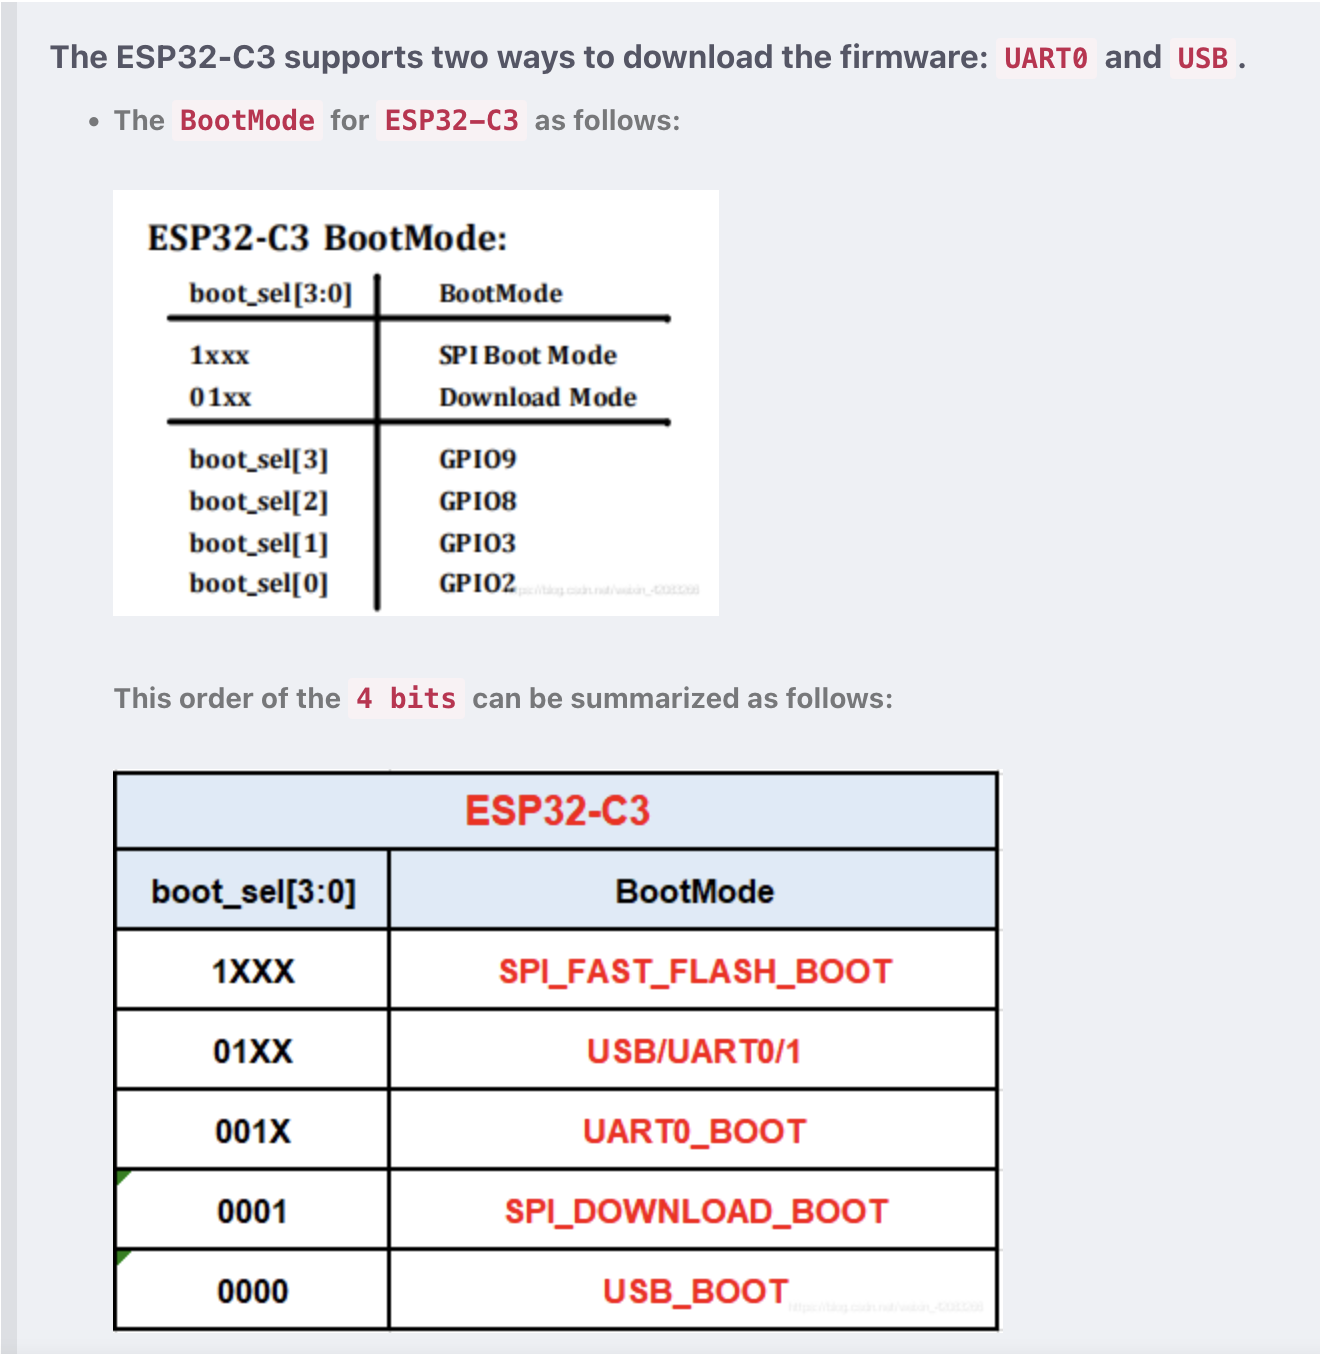 The ESP32-C3 supports two ways to download the firmware: UART0 and USB.
• The BootMode for ESP32-C3 as follows:
ESP32-C3 BootMode:
boot_sel[3:0] BootMode
1xxx SPI Boot Mode
01xx Download Mode
boot_sel[3] GPIO9
boot_sel[2] GPIO8
boot_sel[1] GPIO3
boot_sel[0] GPIO2
This order of the 4 bits can be summarized as follows:
ESP32-C3
boot_sel[3:0] BootMode
1XXX SPI_FAST_FLASH_BOOT
01XX USB/UART0/1
001X UART0_BOOT
0001 SPI_DOWNLOAD_BOOT
0000 USB_BOOT